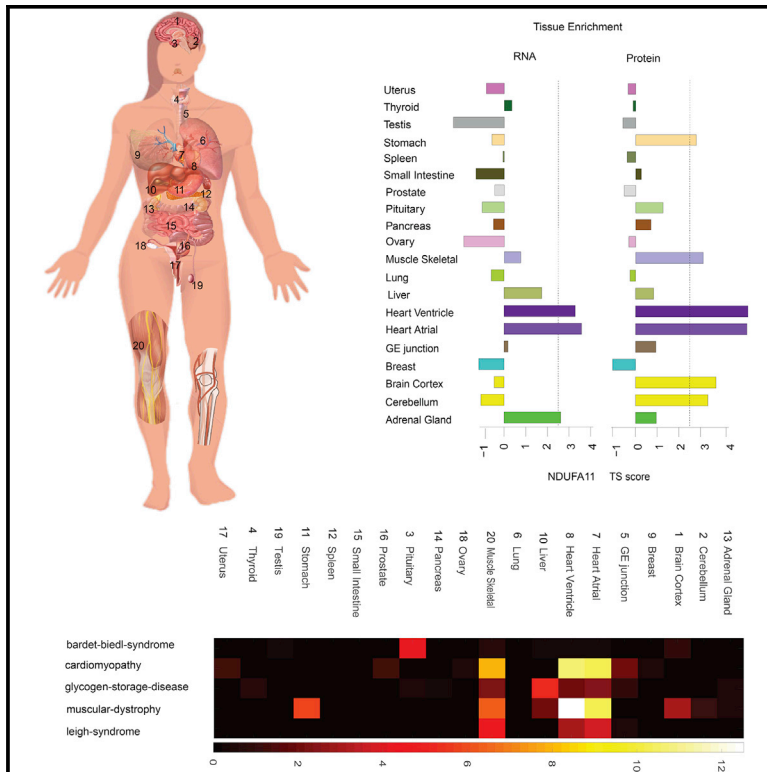 Tissue Enrichment
RNA Protein
Uterus
Thyroid
Testis
Stomach
Spleen
Small Intestine
Prostate
Pituitary
Pancreas
Ovary
Muscle Skeletal
Lung
Liver
Heart Ventricle
Heart Atrial
GE junction
Breast
Brain Cortex
Cerebellum
Adrenal Gland
-1 0 1 2 3 4 -1 0 1 2 3 4
NDUFA11 TS score
1
2
3
4
5
6
9
7
8
10
11
12
13
14
15
18
16
17
19
20
17 Uterus
4 Thyroid
19 Testis
11 Stomach
12 Spleen
15 Small Intestine
16 Prostate
3 Pituitary
14 Pancreas
18 Ovary
20 Muscle Skeletal
6 Lung
10 Liver
8 Heart Ventricle
7 Heart Atrial
5 GE junction
9 Breast
1 Brain Cortex
2 Cerebellum
13 Adrenal Gland
bardet-biedl-syndrome
cardiomyopathy
glycogen-storage-disease
muscular-dystrophy
leigh-syndrome
0 2 4 6 8 10 12